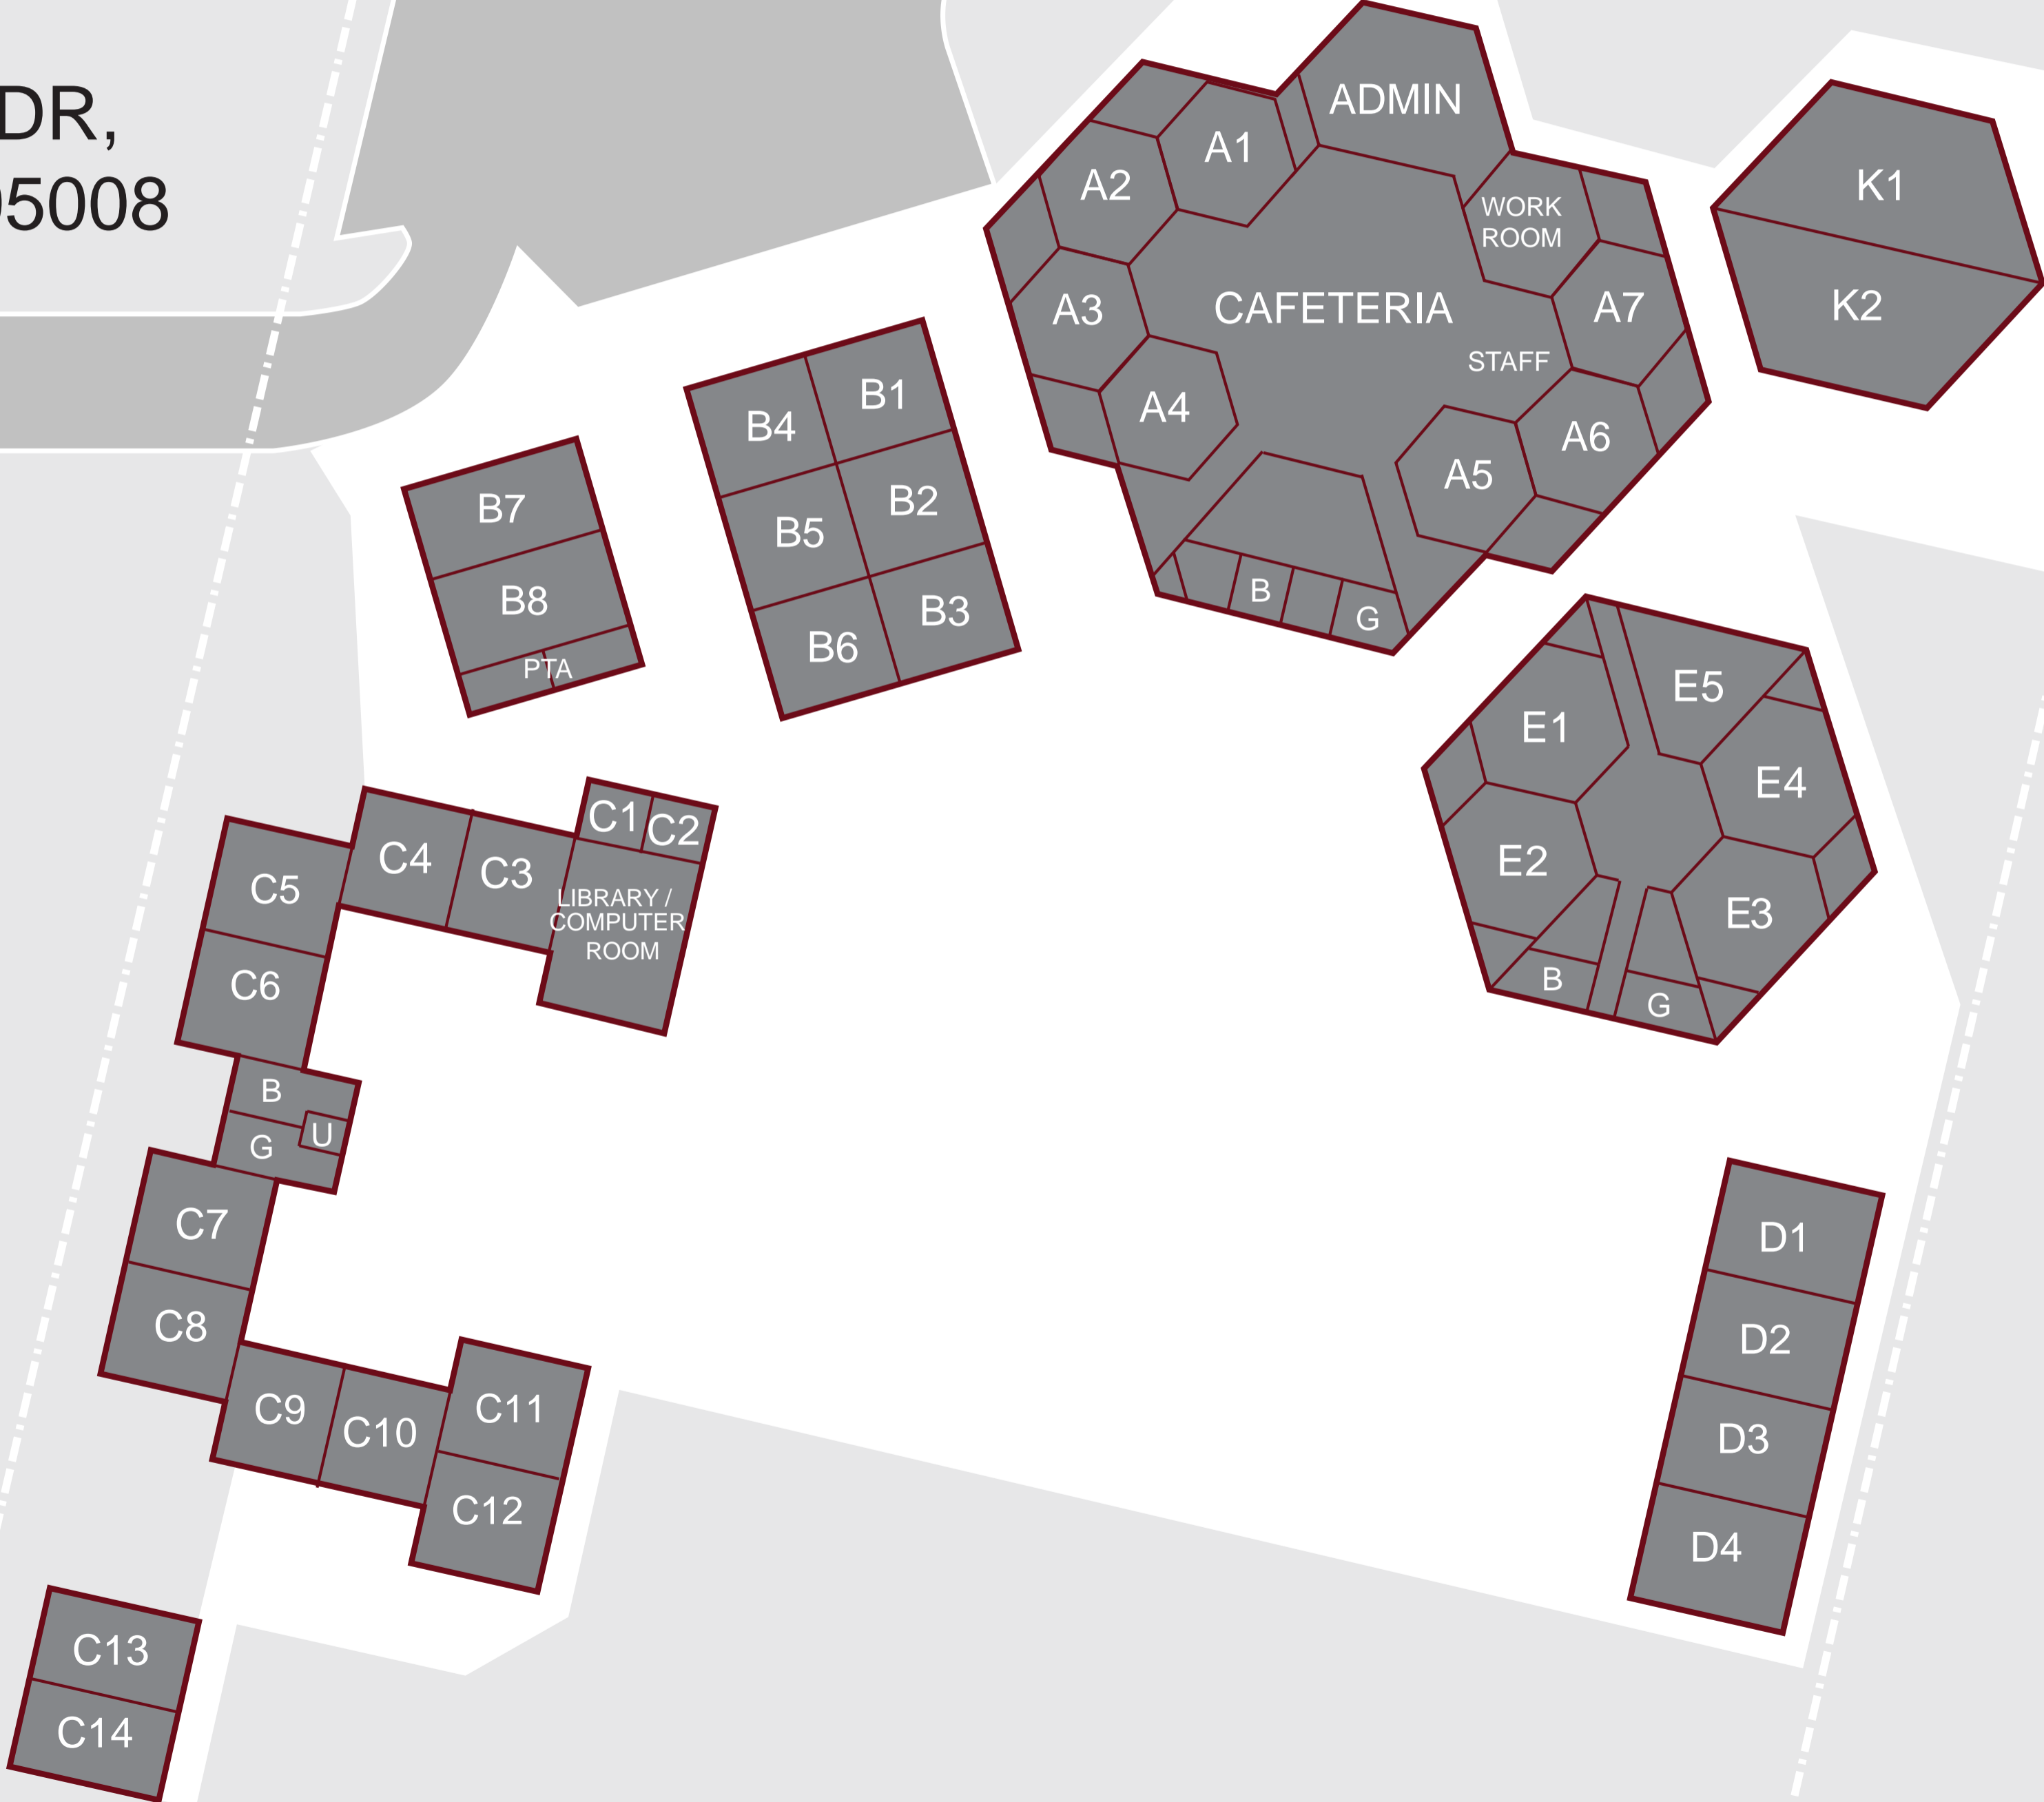 DR,
95008
ADMIN
A1
A2
WORK
ROOM
K1
A3
CAFETERIA
A7
K2
STAFF
B1
B4
A4
A6
A5
B2
B7
B5
B8
B
B3
G
B6
PTA
E5
E1
E4
C1
C2
C4
C3
E2
C5
LIBRARY /
COMPUTER
ROOM
E3
C6
B
G
B
U
G
C7
D1
C8
D2
C9
C11
C10
D3
C12
D4
C13
C14